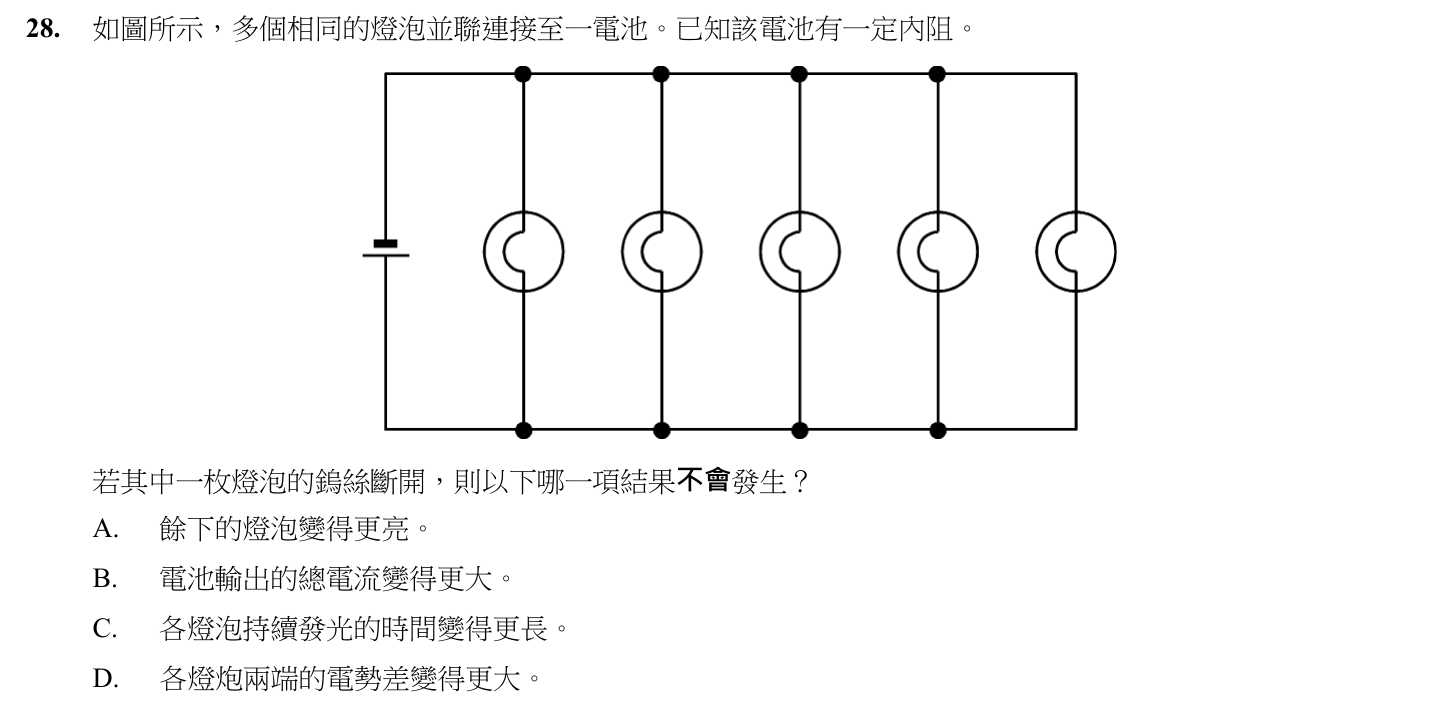 28. 如圖所示，多個相同的燈泡並聯連接至一電池。已知該電池有一定內阻。
若其中一枚燈泡的鎢絲斷開，則以下哪一項結果不會發生？
A. 餘下的燈泡變得更亮。
B. 電池輸出的總電流變得更大。
C. 各燈泡持續發光的時間變得更長。
D. 各燈炮兩端的電勢差變得更大。